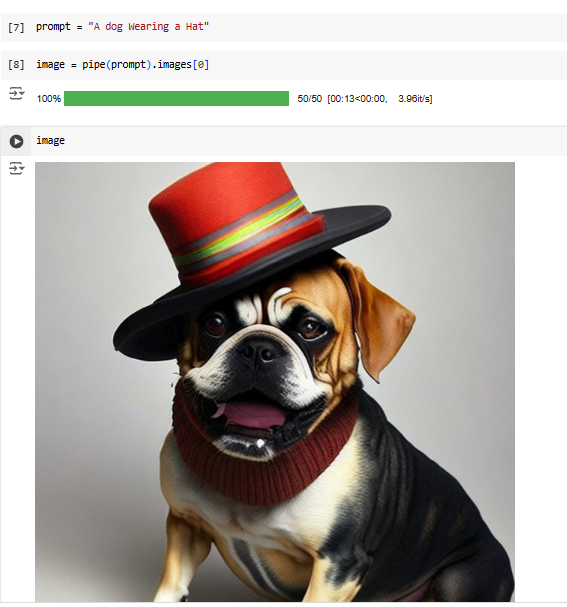 [7] prompt = "A dog Wearing a Hat"
[8] image = pipe(prompt).images[0]
100% 50/50 [00:13<00:00, 3.96it/s]
image